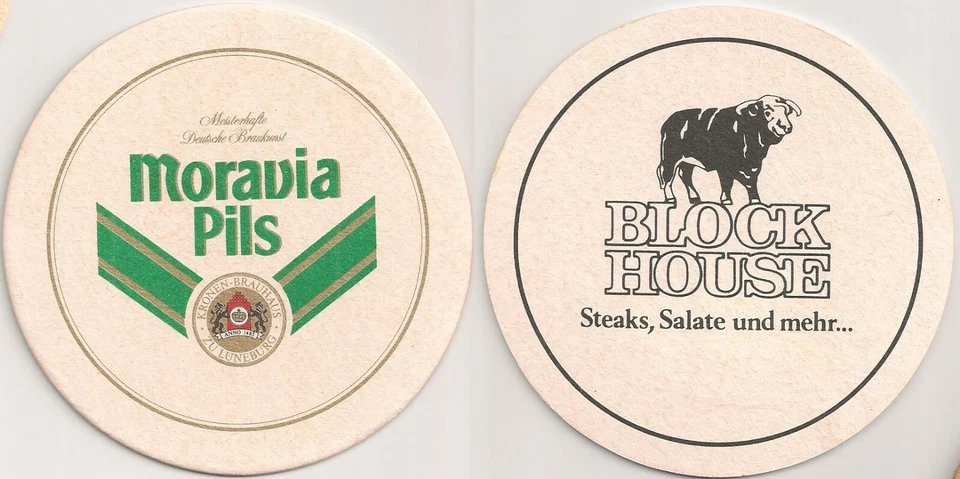 Meisterhafte
Deutsche Braukunst
Moravia
Pils
KRONEN-BRAUHAUS
ANNO 1485
ZU LÜNEBURG
BLOCK
HOUSE
Steaks, Salate und mehr...